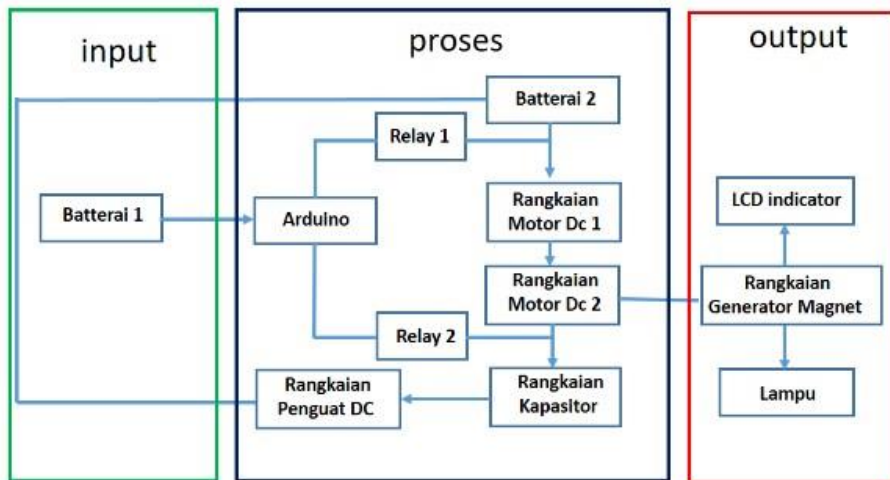 input
proses
output
Batterai 2
Relay 1
Batterai 1
Arduino
Rangkaian
Motor Dc 1
LCD indicator
Rangkaian
Motor Dc 2
Rangkaian
Generator Magnet
Relay 2
Rangkaian
Penguat DC
Rangkaian
Kapasitor
Lampu